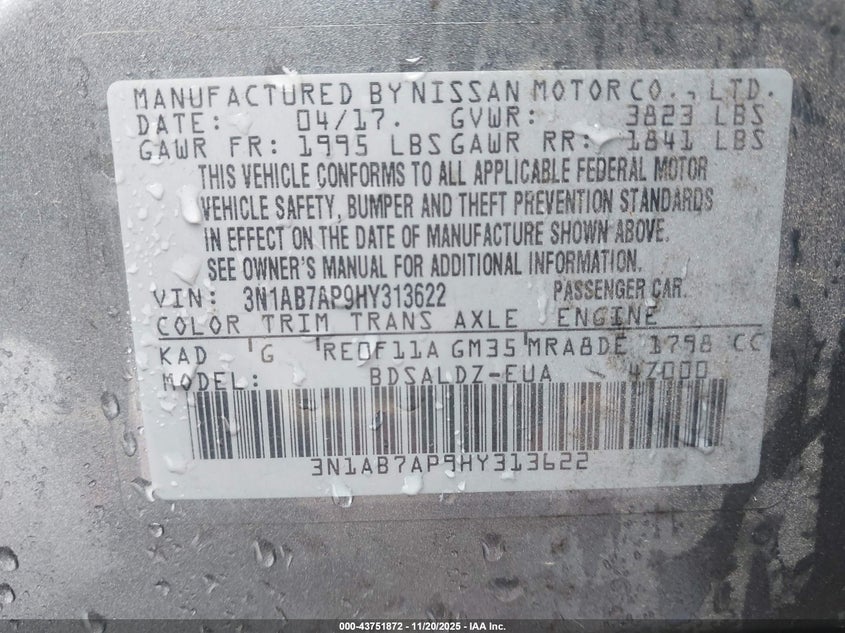 MANUFACTURED BY NISSAN MOTOR CO., LTD.
DATE: 04/17. GVWR: 3823 LBS
GAWR FR: 1995 LBS GAWR RR: 1841 LBS
THIS VEHICLE CONFORMS TO ALL APPLICABLE FEDERAL MOTOR
VEHICLE SAFETY, BUMPER AND THEFT PREVENTION STANDARDS
IN EFFECT ON THE DATE OF MANUFACTURE SHOWN ABOVE.
SEE OWNER'S MANUAL FOR ADDITIONAL INFORMATION.
VIN: 3N1AB7AP9HY313622 PASSENGER CAR.
COLOR TRIM TRANS AXLE ENGINE
KAD G RE0F11A GM35 MRA8DE 1798 CC
MODEL: BDSALDZ-EUA 47000
3N1AB7AP9HY313622
000-43751872 - 11/20/2025 - IAA Inc.